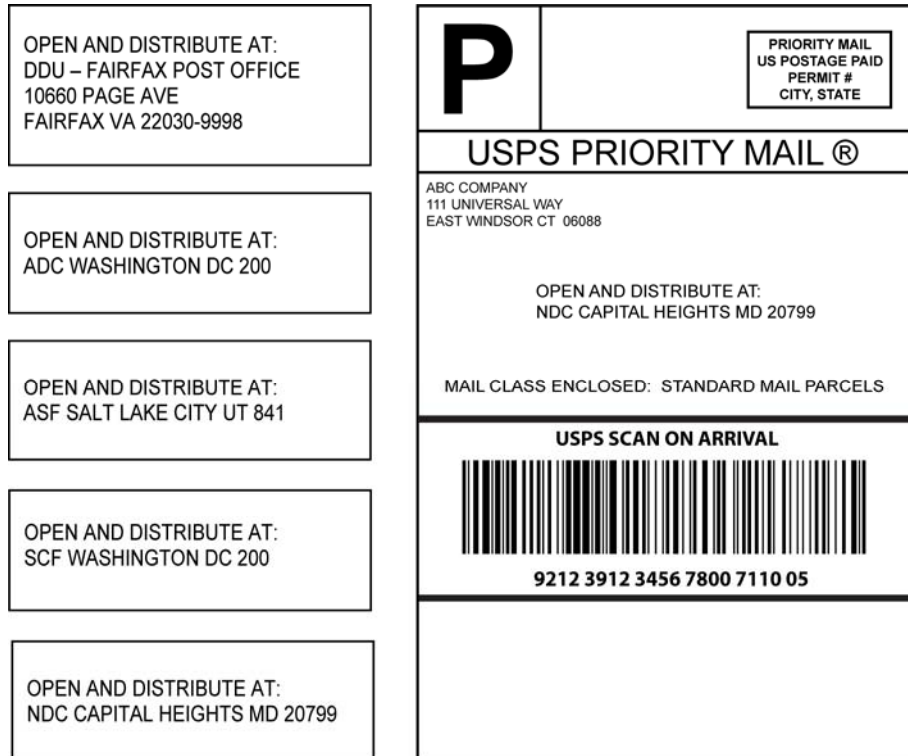 OPEN AND DISTRIBUTE AT:
DDU – FAIRFAX POST OFFICE
10660 PAGE AVE
FAIRFAX VA 22030-9998
OPEN AND DISTRIBUTE AT:
ADC WASHINGTON DC 200
OPEN AND DISTRIBUTE AT:
ASF SALT LAKE CITY UT 841
OPEN AND DISTRIBUTE AT:
SCF WASHINGTON DC 200
OPEN AND DISTRIBUTE AT:
NDC CAPITAL HEIGHTS MD 20799
P
PRIORITY MAIL
US POSTAGE PAID
PERMIT #
CITY, STATE
USPS PRIORITY MAIL ®
ABC COMPANY
111 UNIVERSAL WAY
EAST WINDSOR CT 06088
OPEN AND DISTRIBUTE AT:
NDC CAPITAL HEIGHTS MD 20799
MAIL CLASS ENCLOSED: STANDARD MAIL PARCELS
USPS SCAN ON ARRIVAL
9212 3912 3456 7800 7110 05